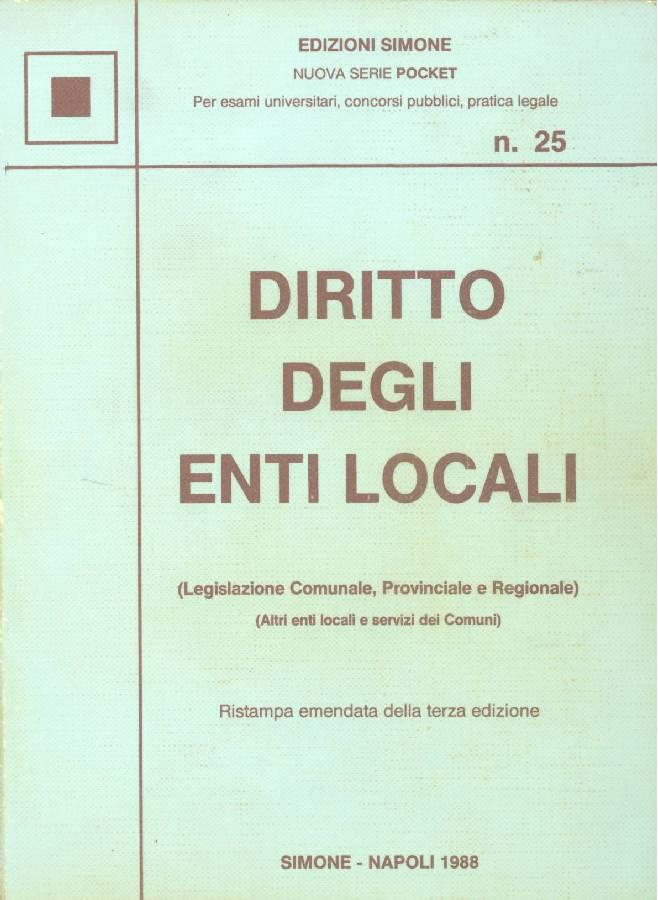 EDIZIONI SIMONE
NUOVA SERIE POCKET
Per esami universitari, concorsi pubblici, pratica legale
n. 25
DIRITTO
DEGLI
ENTI LOCALI
(Legislazione Comunale, Provinciale e Regionale)
(Altri enti locali e servizi dei Comuni)
Ristampa emendata della terza edizione
SIMONE - NAPOLI 1988